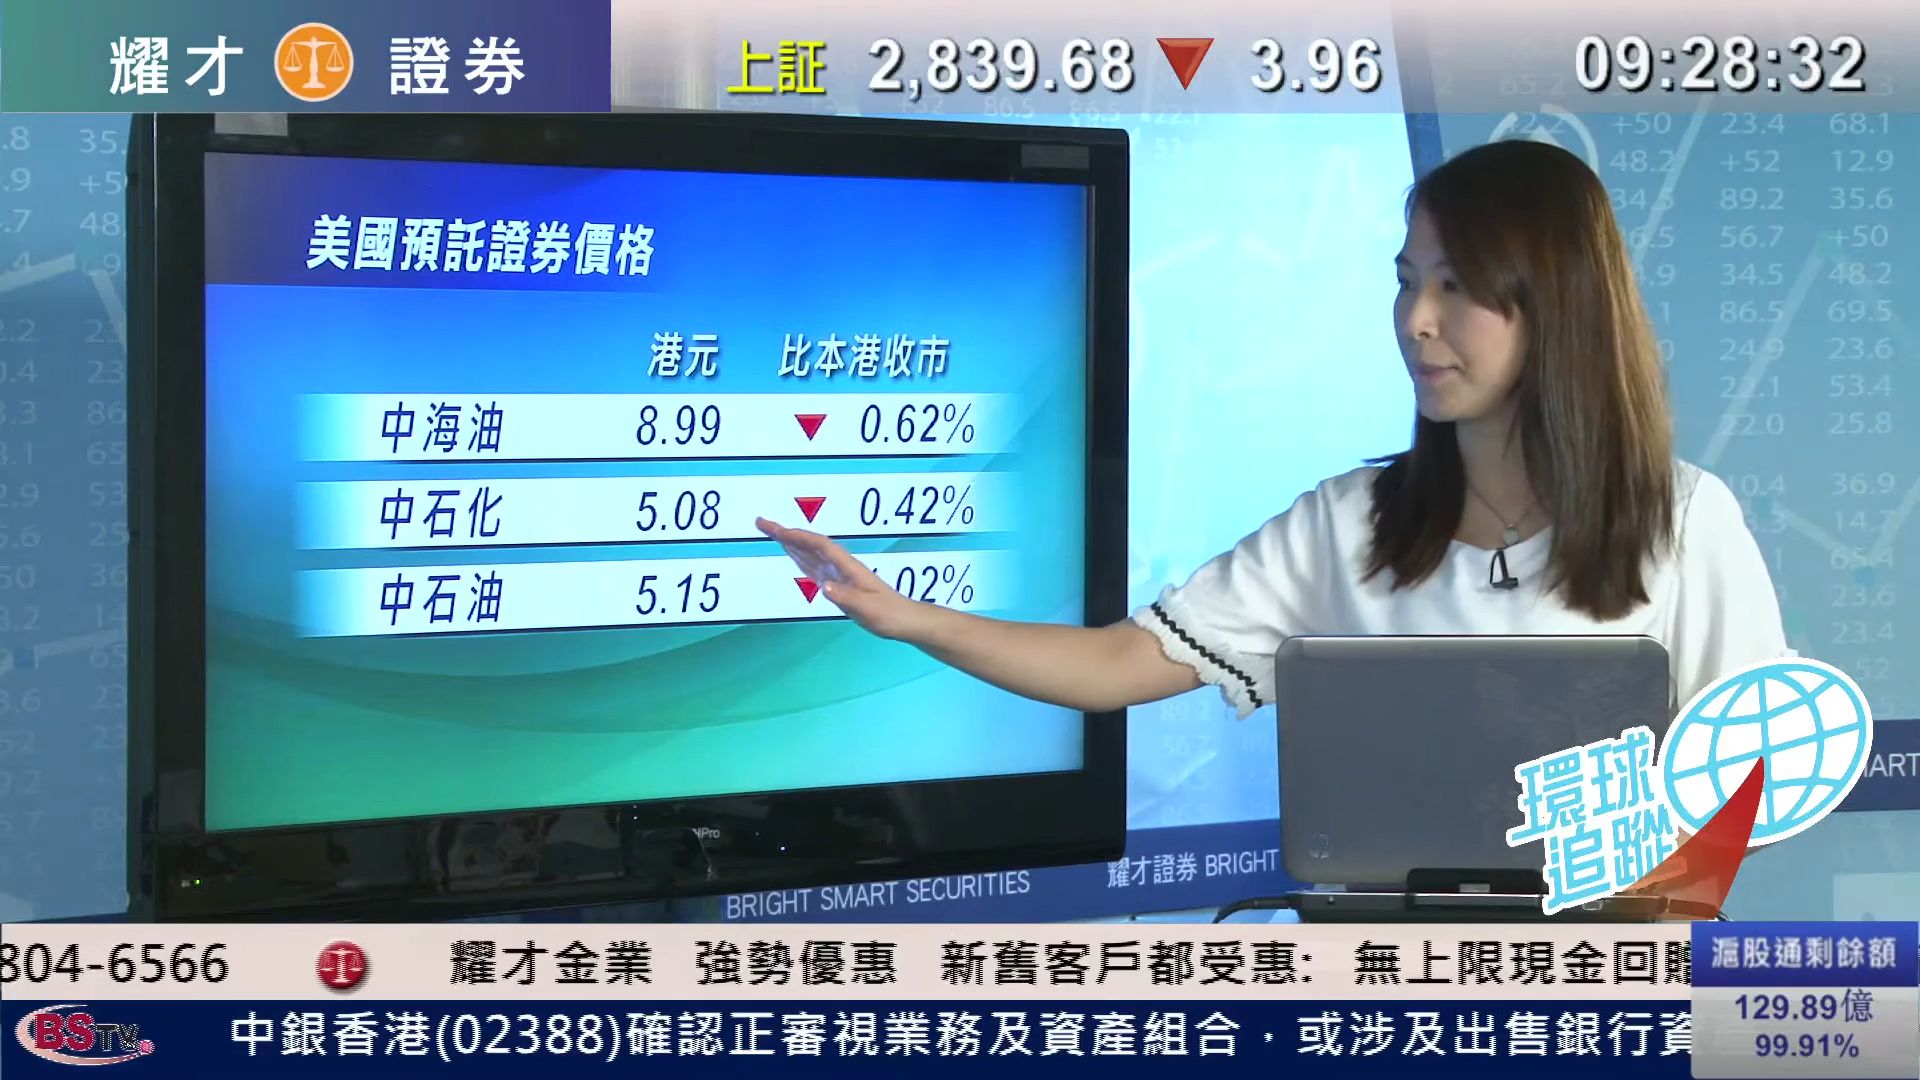 耀才 證券
上証 2,839.68 ▼ 3.96 09:28:32
美國預託證券價格
港元 比本港收市
中海油 8.99 ▼ 0.62%
中石化 5.08 ▼ 0.42%
中石油 5.15 ▼ .02%
BRIGHT SMART SECURITIES
耀才證券 BRIGHT
環球
追蹤
804-6566 耀才金業 強勢優惠 新舊客戶都受惠: 無上限現金回贈
滬股通剩餘額
129.89億
99.91%
BSTV 中銀香港(02388)確認正審視業務及資產組合，或涉及出售銀行資